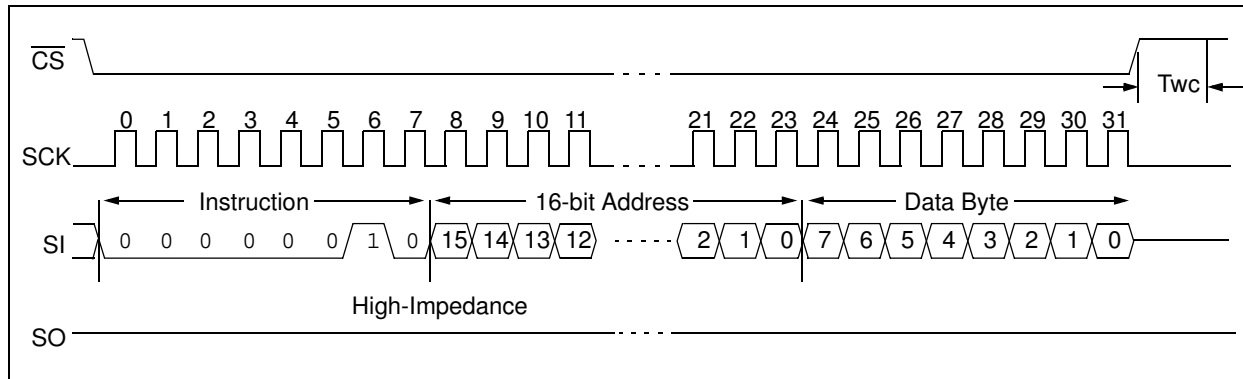 CS
Twc
0 1 2 3 4 5 6 7 8 9 10 11 21 22 23 24 25 26 27 28 29 30 31
SCK
Instruction 16-bit Address Data Byte
SI 0 0 0 0 0 0 1 0 15 14 13 12 2 1 0 7 6 5 4 3 2 1 0
High-Impedance
SO